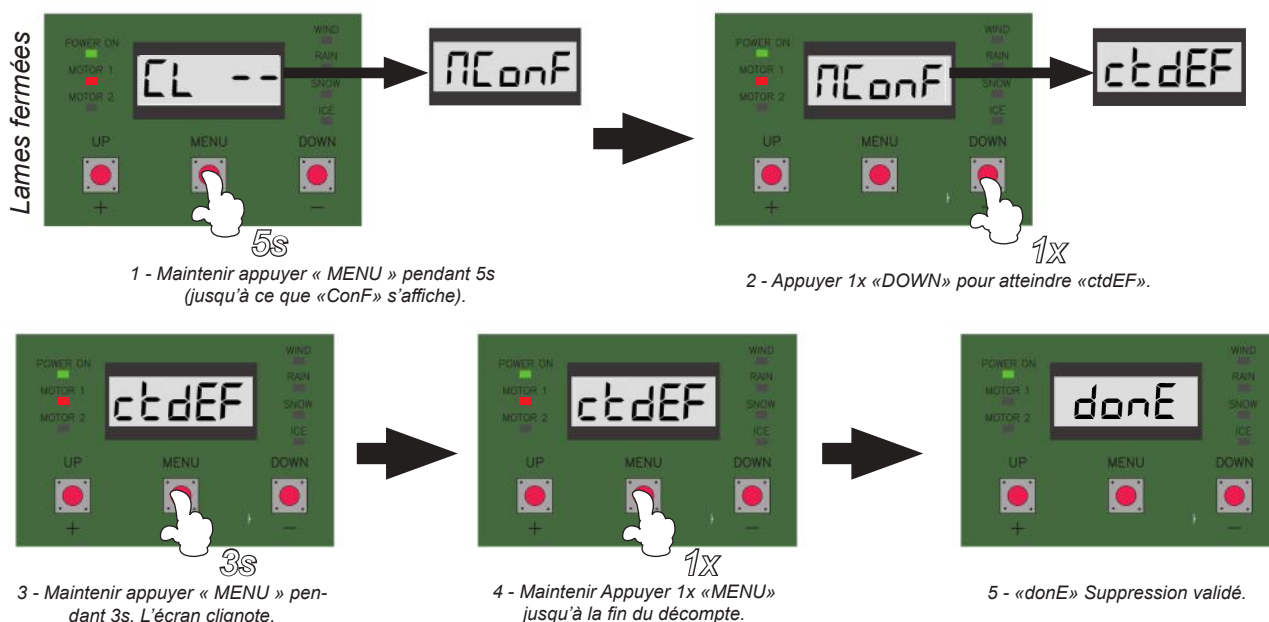 Lames fermées
POWER ON
MOTOR 1
MOTOR 2
CL --
WIND
RAIN
SNOW
ICE
UP
MENU
DOWN
+
−
5s
MConF
1 - Maintenir appuyer « MENU » pendant 5s
(jusqu'à ce que «ConF» s'affiche).
POWER ON
MOTOR 1
MOTOR 2
MConF
WIND
RAIN
SNOW
ICE
UP
MENU
DOWN
+
1x
ctdEF
2 - Appuyer 1x «DOWN» pour atteindre «ctdEF».
POWER ON
MOTOR 1
MOTOR 2
ctdEF
WIND
RAIN
SNOW
ICE
UP
MENU
DOWN
+
−
3s
3 - Maintenir appuyer « MENU » pen-
dant 3s. L'écran clignote.
POWER ON
MOTOR 1
MOTOR 2
ctdEF
WIND
RAIN
SNOW
ICE
UP
MENU
DOWN
+
−
1x
4 - Maintenir Appuyer 1x «MENU»
jusqu'à la fin du décompte.
POWER ON
MOTOR 1
MOTOR 2
donE
WIND
RAIN
SNOW
ICE
UP
MENU
DOWN
+
−
5 - «donE» Suppression validé.